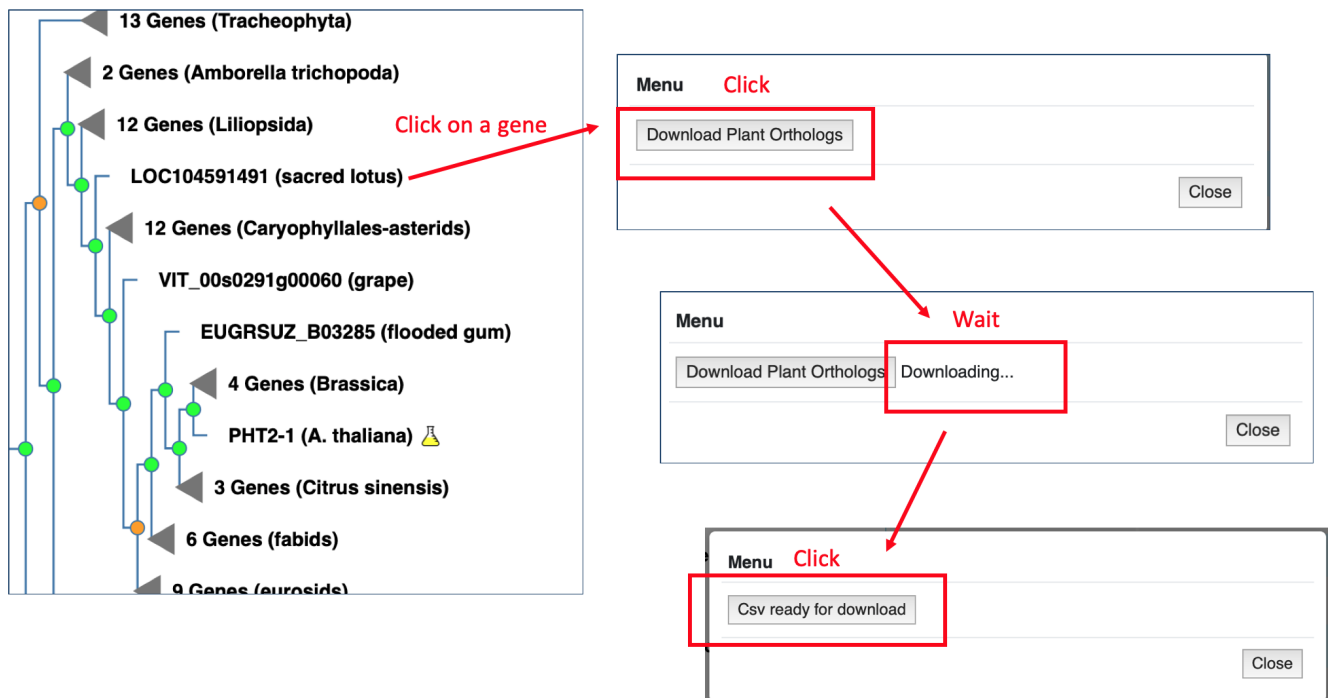 13 Genes (Tracheophyta)
2 Genes (Amborella trichopoda)
12 Genes (Liliopsida)
LOC104591491 (sacred lotus)
12 Genes (Caryophyllales-asterids)
VIT_00s0291g00060 (grape)
EUGRSUZ_B03285 (flooded gum)
4 Genes (Brassica)
PHT2-1 (A. thaliana)
3 Genes (Citrus sinensis)
6 Genes (fabids)
9 Genes (eurosids)
Click on a gene
Menu Click
Download Plant Orthologs
Close
Menu Wait
Download Plant Orthologs Downloading...
Close
Menu Click
Csv ready for download
Close